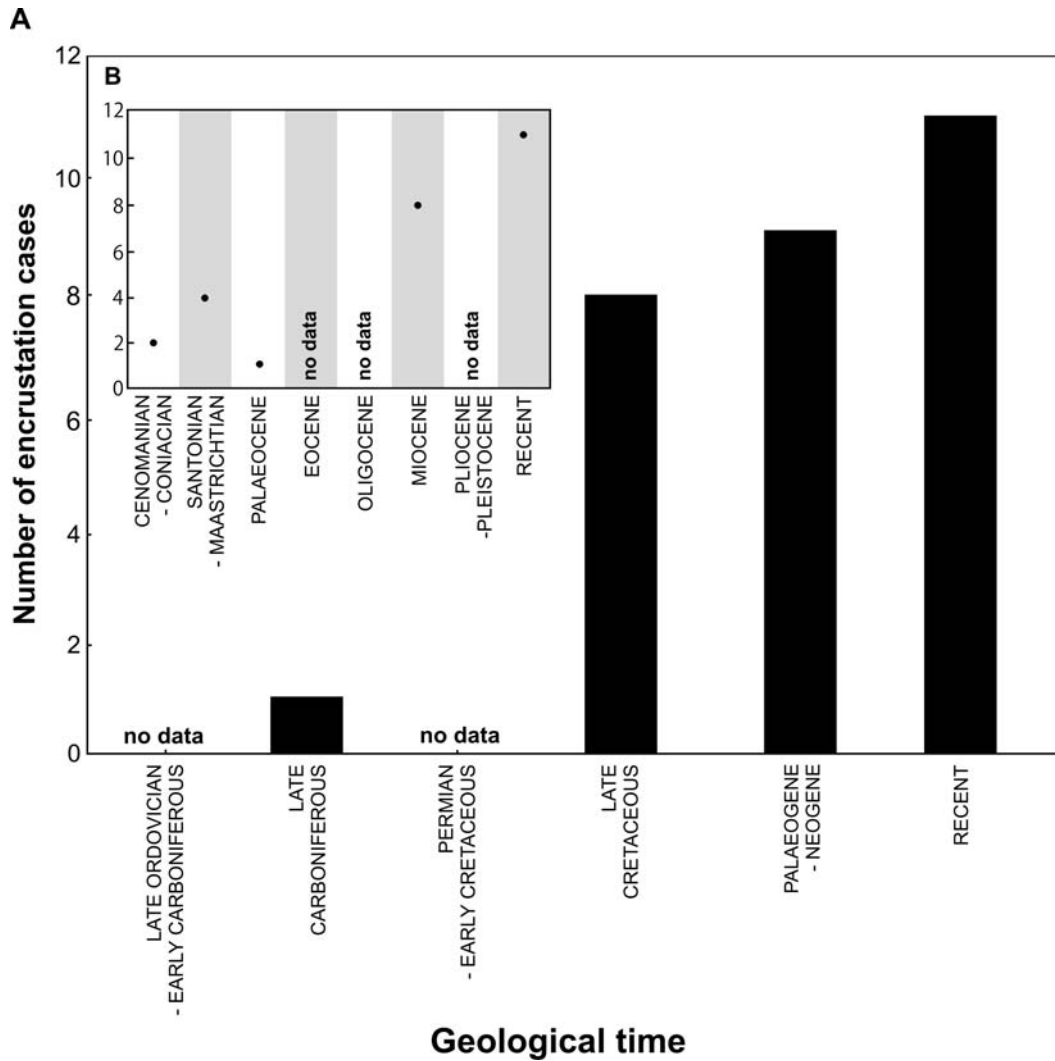 A
12
10
8
6
4
2
0
Number of encrustation cases
B
12
10
8
6
4
2
0
no data
no data
no data
CENOMANIAN
- CONIACIAN
SANTONIAN
- MAASTRICHTIAN
PALAEOCENE
EOCENE
OLIGOCENE
MIOCENE
PLIOCENE
-PLEISTOCENE
RECENT
no data
no data
LATE ORDOVICIAN
- EARLY CARBONIFEROUS
LATE
CARBONIFEROUS
PERMIAN
- EARLY CRETACEOUS
LATE
CRETACEOUS
PALAEOGENE
- NEOGENE
RECENT
Geological time